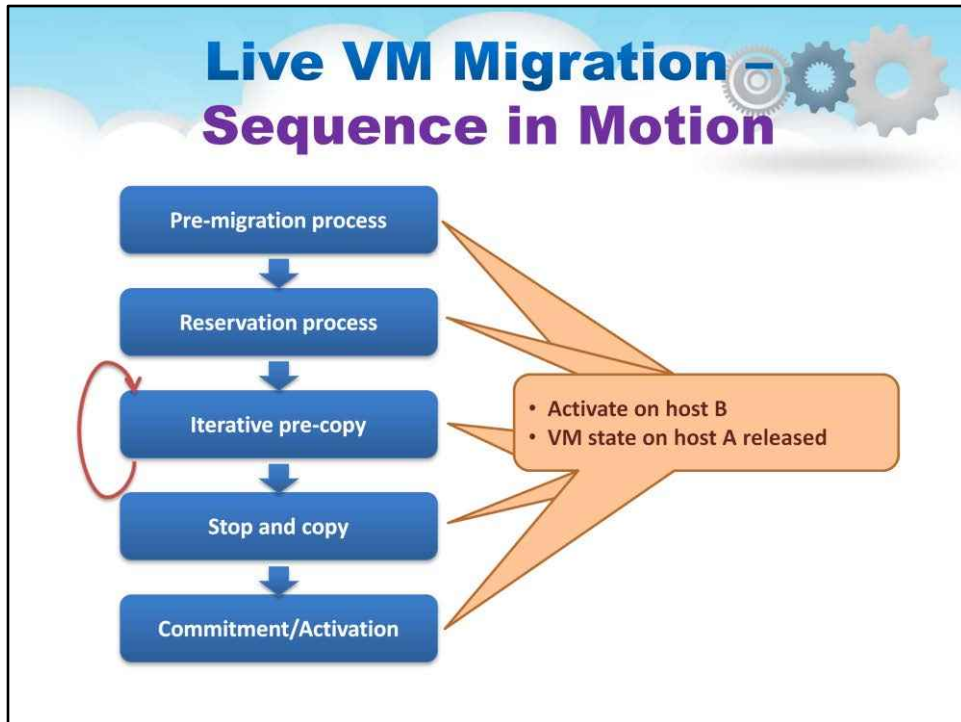 Live VM Migration –
Sequence in Motion
Pre-migration process
Reservation process
Iterative pre-copy
• Activate on host B
• VM state on host A released
Stop and copy
Commitment/Activation